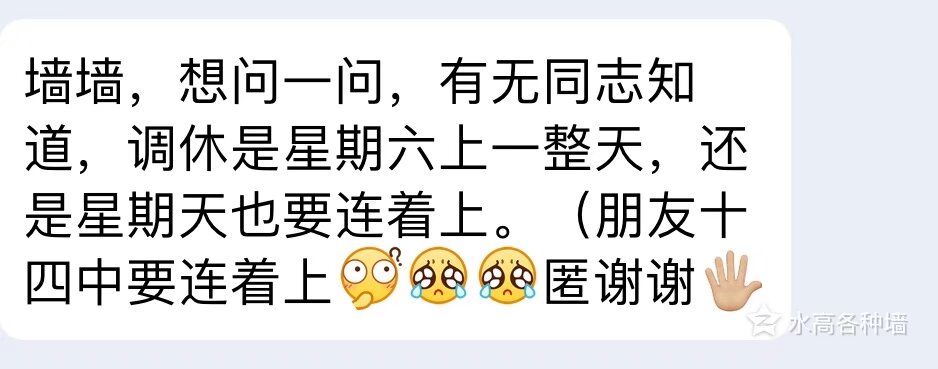 墙墙，想问一问，有无同志知
道，调休是星期六上一整天，还
是星期天也要连着上。（朋友十
四中要连着上🤔🥺🥺匿谢谢🖐🏼
水高各种墙